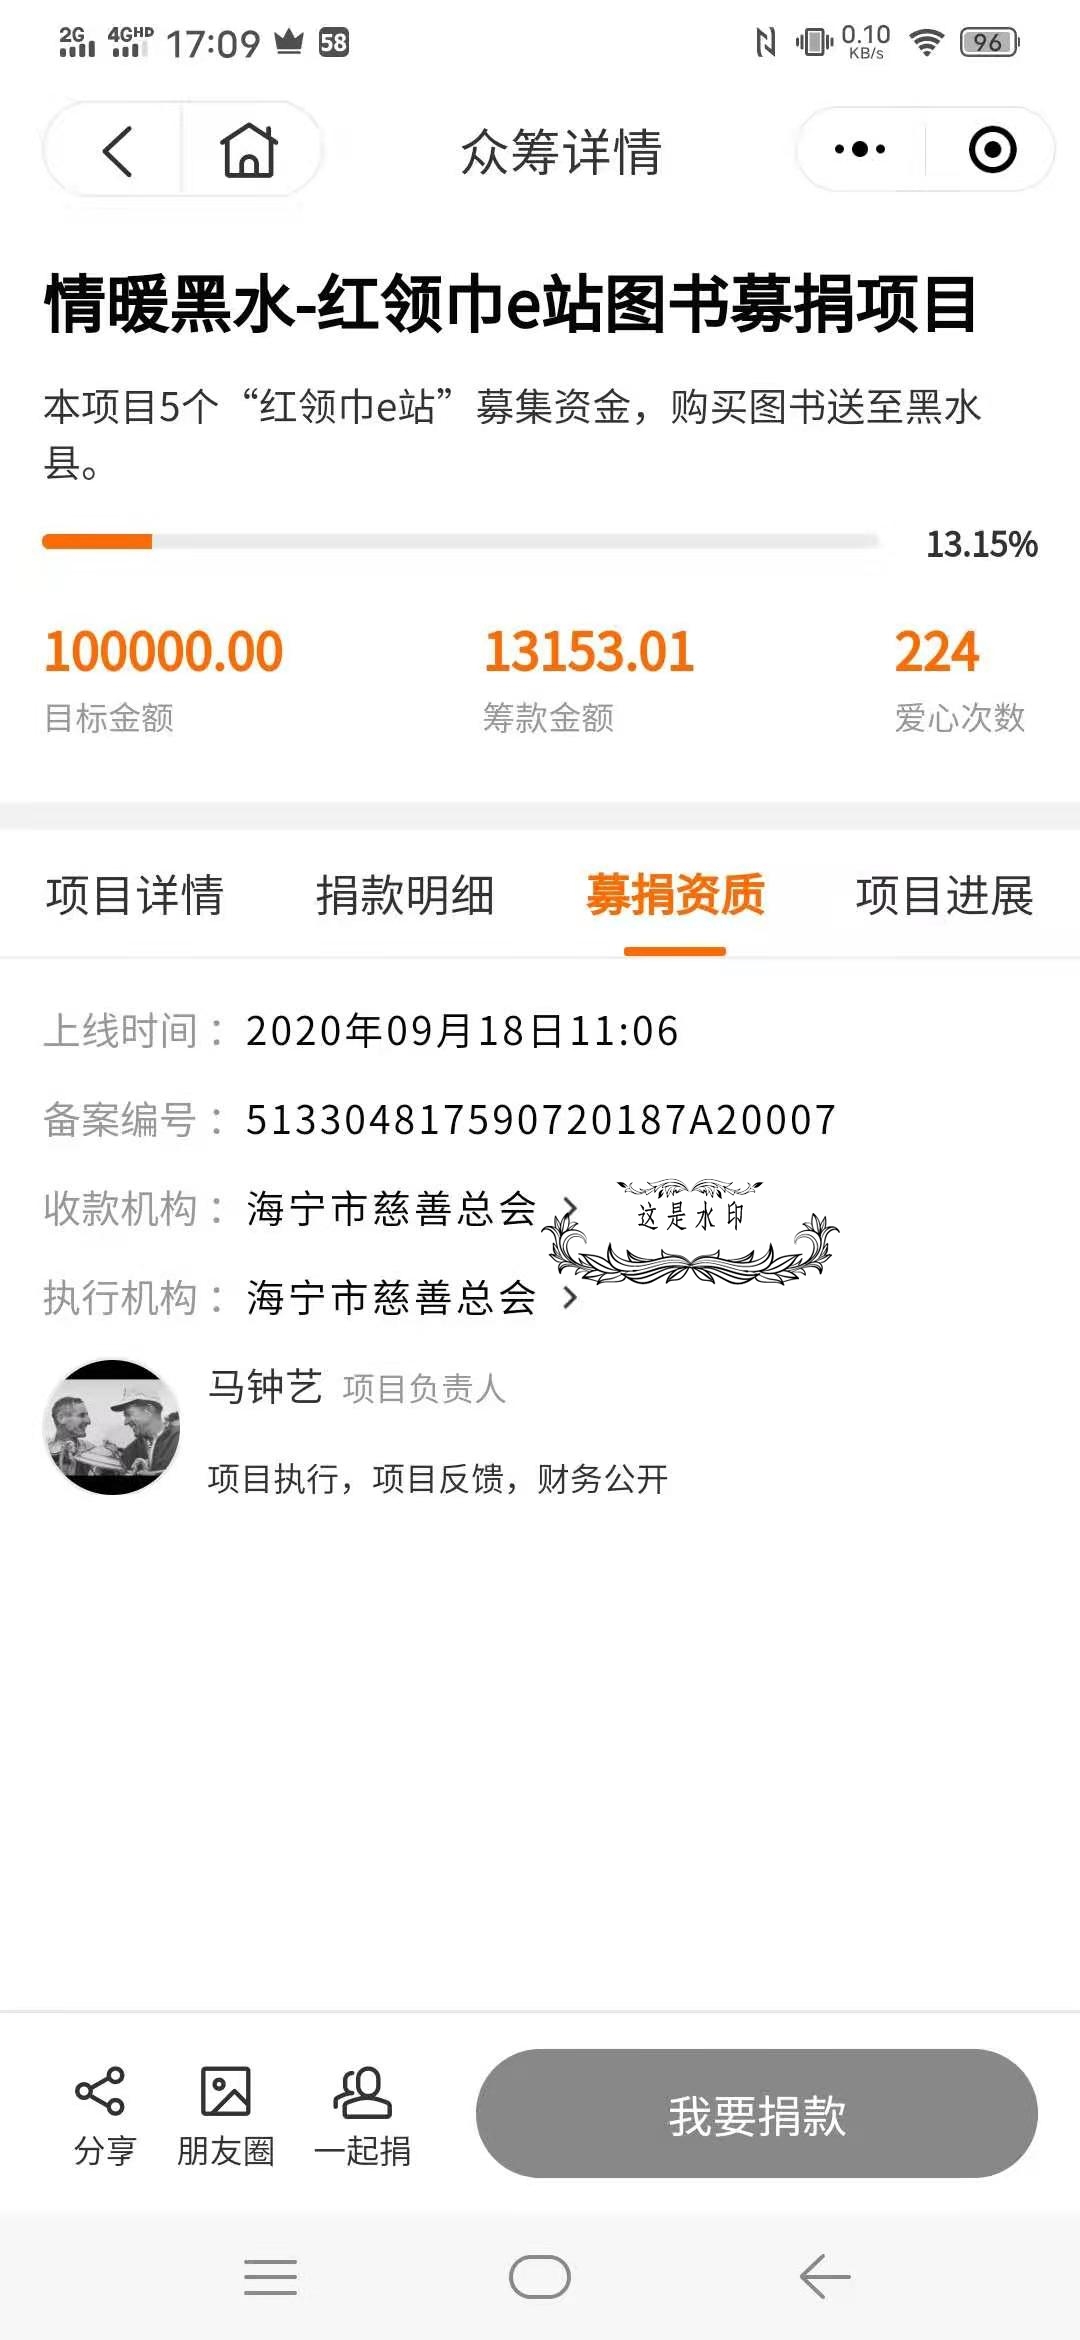 2G 4GHD 17:09 58 0.10 KB/s 96
众筹详情
情暖黑水-红领巾e站图书募捐项目
本项目5个“红领巾e站”募集资金，购买图书送至黑水
县。
13.15%
100000.00 13153.01 224
目标金额 筹款金额 爱心次数
项目详情 捐款明细 募捐资质 项目进展
上线时间： 2020年09月18日11:06
备案编号： 513304817590720187A20007
收款机构： 海宁市慈善总会
这是水印
执行机构： 海宁市慈善总会
马钟艺 项目负责人
项目执行，项目反馈，财务公开
分享 朋友圈 一起捐 我要捐款